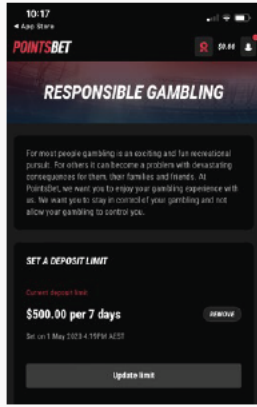 10:17
◀ App Store
POINTSBET
$0.00
RESPONSIBLE GAMBLING
For most people gambling is an exciting and fun recreational
pursuit. For others it can become a problem with devastating
consequences for them, their families and friends. At
PointsBet, we want you to enjoy your gambling experience with
us. We want you to stay in control of your gambling and not
allow your gambling to control you.
SET A DEPOSIT LIMIT
Current deposit limit
$500.00 per 7 days
REMOVE
Set on 1 May 2023 4:19PM AEST
Update limit